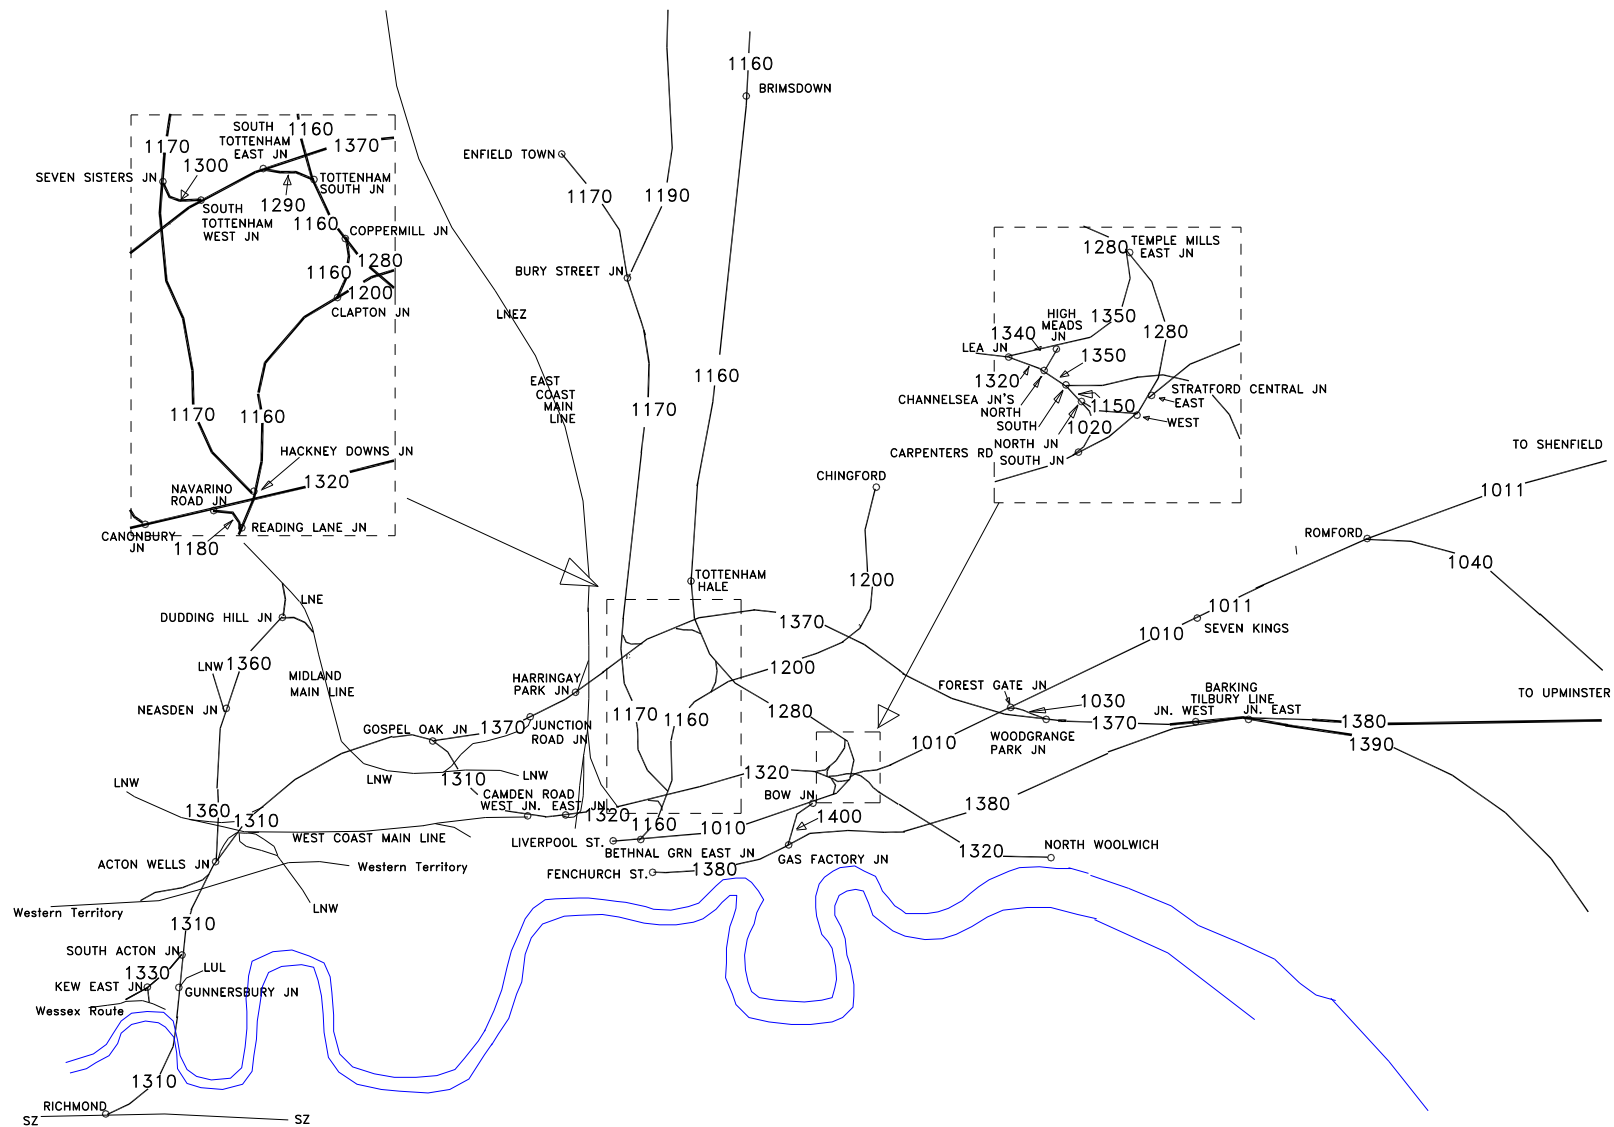 1160
BRIMSDOWN
SOUTH
TOTTENHAM
EAST JN
1160
1370
1170
1300
SEVEN SISTERS JN
TOTTENHAM
SOUTH JN
1290
SOUTH
TOTTENHAM
WEST JN
1160
COPPERMILL JN
1280
1160
1200
CLAPTON JN
1170
1160
HACKNEY DOWNS JN
1320
NAVARINO
ROAD JN
READING LANE JN
CANONBURY
JN
1180
ENFIELD TOWN
1170
1190
BURY STREET JN
LNEZ
EAST
COAST
MAIN
LINE
1160
1170
1280
TEMPLE MILLS
EAST JN
HIGH
MEADS
JN
1350
1340
1280
LEA JN
1350
1320
CHANNELSEA JN'S
NORTH
SOUTH
STRATFORD CENTRAL JN
EAST
1150
WEST
1020
NORTH JN
CARPENTERS RD
SOUTH JN
TO SHENFIELD
CHINGFORD
1011
ROMFORD
1040
TOTTENHAM
HALE
1200
LNE
DUDDING HILL JN
1370
1011
SEVEN KINGS
1010
LNW
1360
MIDLAND
MAIN LINE
HARRINGAY
PARK JN
1200
FOREST GATE JN
1030
BARKING
TILBURY LINE
JN. WEST
JN. EAST
TO UPMINSTER
NEASDEN JN
GOSPEL OAK JN
1370
JUNCTION
ROAD JN
1170
1160
1280
1010
WOODGRANGE
PARK JN
1370
1380
1390
LNW
LNW
1310
LNW
CAMDEN ROAD
WEST JN. EAST JN
1320
1320
BOW JN
1380
1360
1310
WEST COAST MAIN LINE
LIVERPOOL ST.
1160
1010
1400
BETHNAL GRN EAST JN
GAS FACTORY JN
1320
NORTH WOOLWICH
ACTON WELLS JN
Western Territory
FENCHURCH ST.
1380
Western Territory
LNW
1310
SOUTH ACTON JN
1330
LUL
KEW EAST JN
GUNNERSBURY JN
Wessex Route
1310
RICHMOND
SZ
SZ